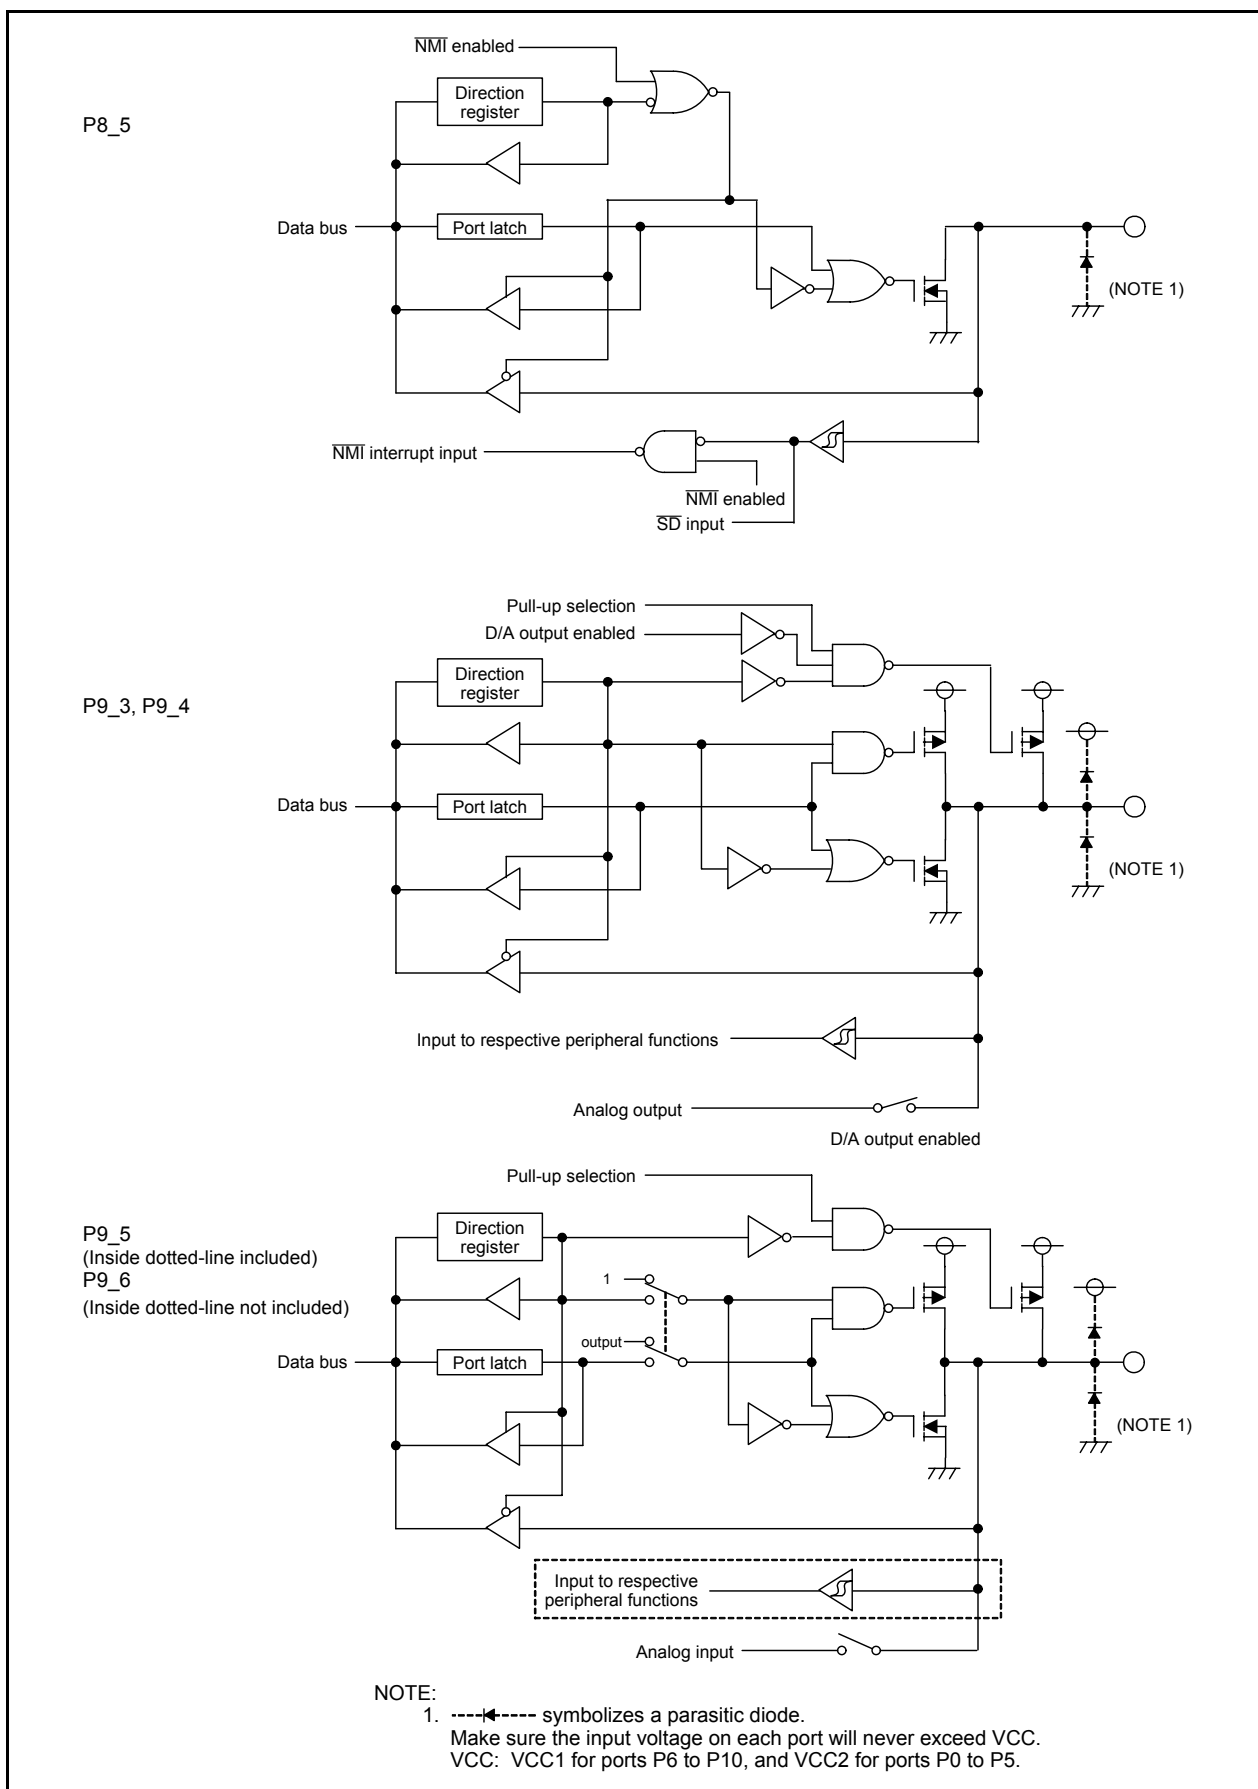 NMI enabled
Direction
register
P8_5
Data bus
Port latch
(NOTE 1)
NMI interrupt input
NMI enabled
SD input
Pull-up selection
D/A output enabled
Direction
register
P9_3, P9_4
Data bus
Port latch
(NOTE 1)
Input to respective peripheral functions
Analog output
D/A output enabled
Pull-up selection
P9_5
(Inside dotted-line included)
P9_6
(Inside dotted-line not included)
Direction
register
1
output
Data bus
Port latch
(NOTE 1)
Input to respective
peripheral functions
Analog input
NOTE:
1. symbolizes a parasitic diode.
Make sure the input voltage on each port will never exceed VCC.
VCC: VCC1 for ports P6 to P10, and VCC2 for ports P0 to P5.